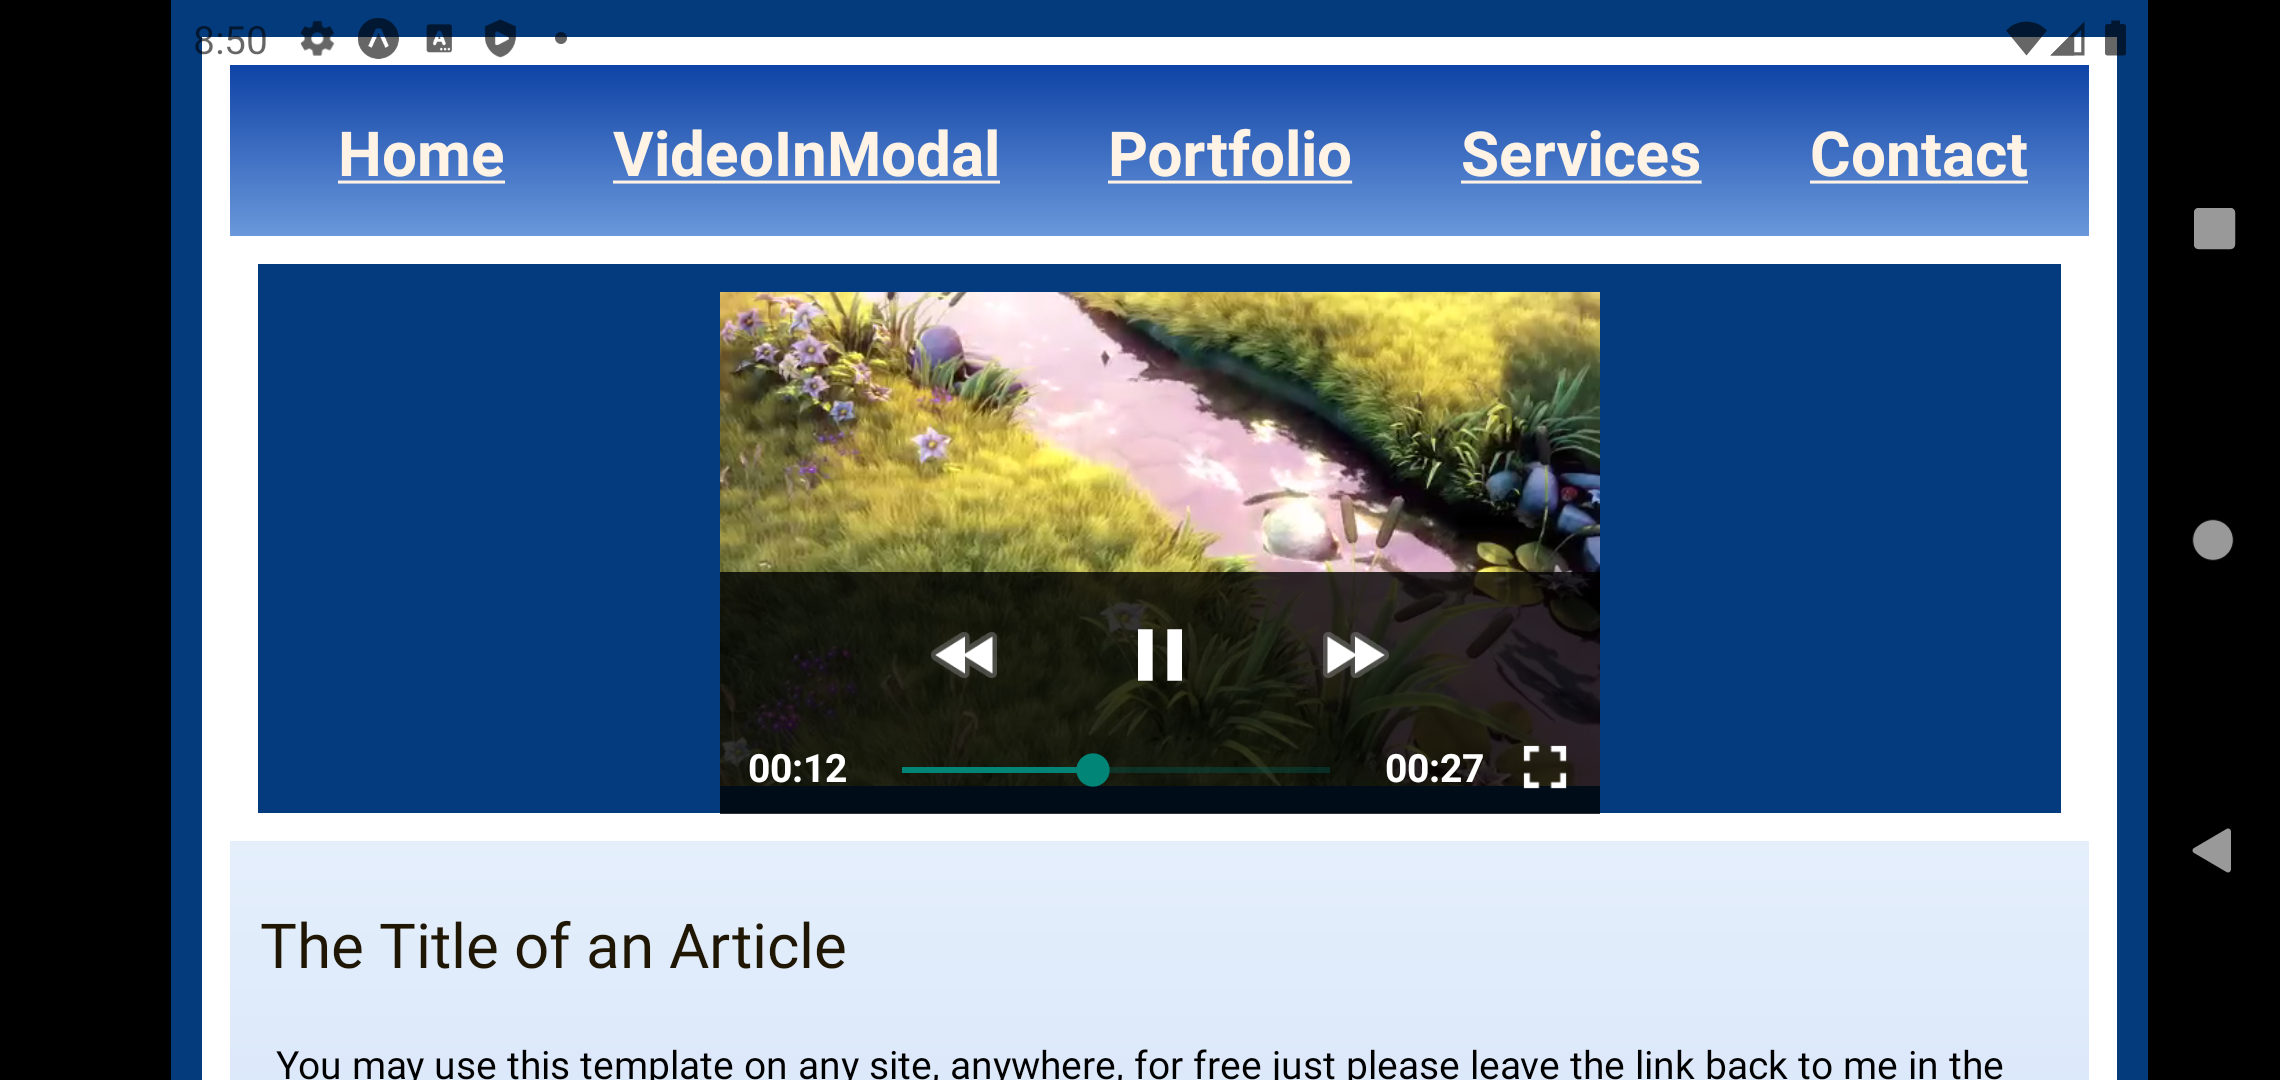 8:50
Home VideoInModal Portfolio Services Contact
00:12 00:27
The Title of an Article
You may use this template on any site, anywhere, for free just please leave the link back to me in the